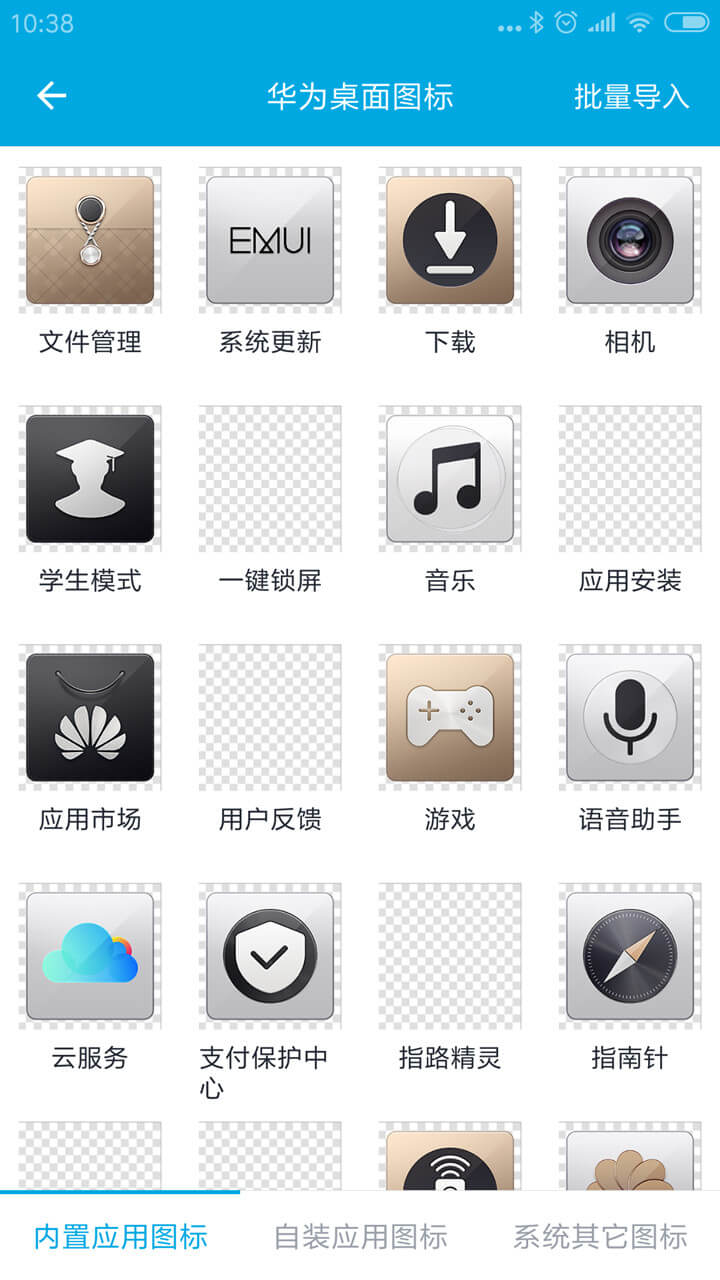 10:38
华为桌面图标
批量导入
EMUI
文件管理
系统更新
下载
相机
学生模式
一键锁屏
音乐
应用安装
应用市场
用户反馈
游戏
语音助手
云服务
支付保护中
心
指路精灵
指南针
内置应用图标
自装应用图标
系统其它图标